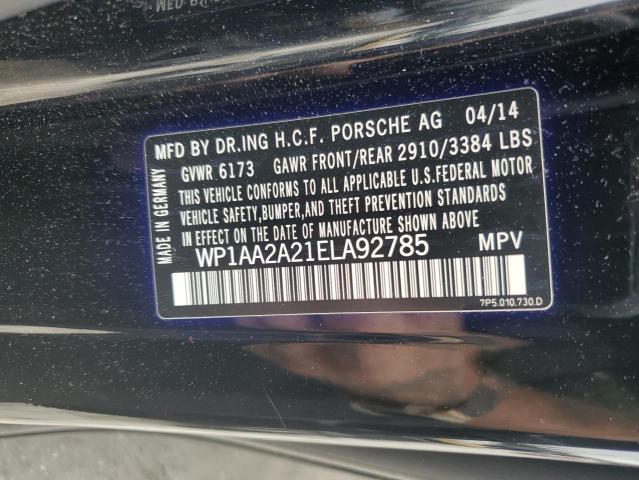 MFD BY DR.ING H.C.F. PORSCHE AG 04/14
GVWR 6173 GAWR FRONT/REAR 2910/3384 LBS
THIS VEHICLE CONFORMS TO ALL APPLICABLE U.S.FEDERAL MOTOR
VEHICLE SAFETY,BUMPER,AND THEFT PREVENTION STANDARDS
IN EFFECT ON THE DATE OF MANUFACTURE SHOWN ABOVE
WP1AA2A21ELA92785 MPV
7P5.010.730.D
MADE IN GERMANY